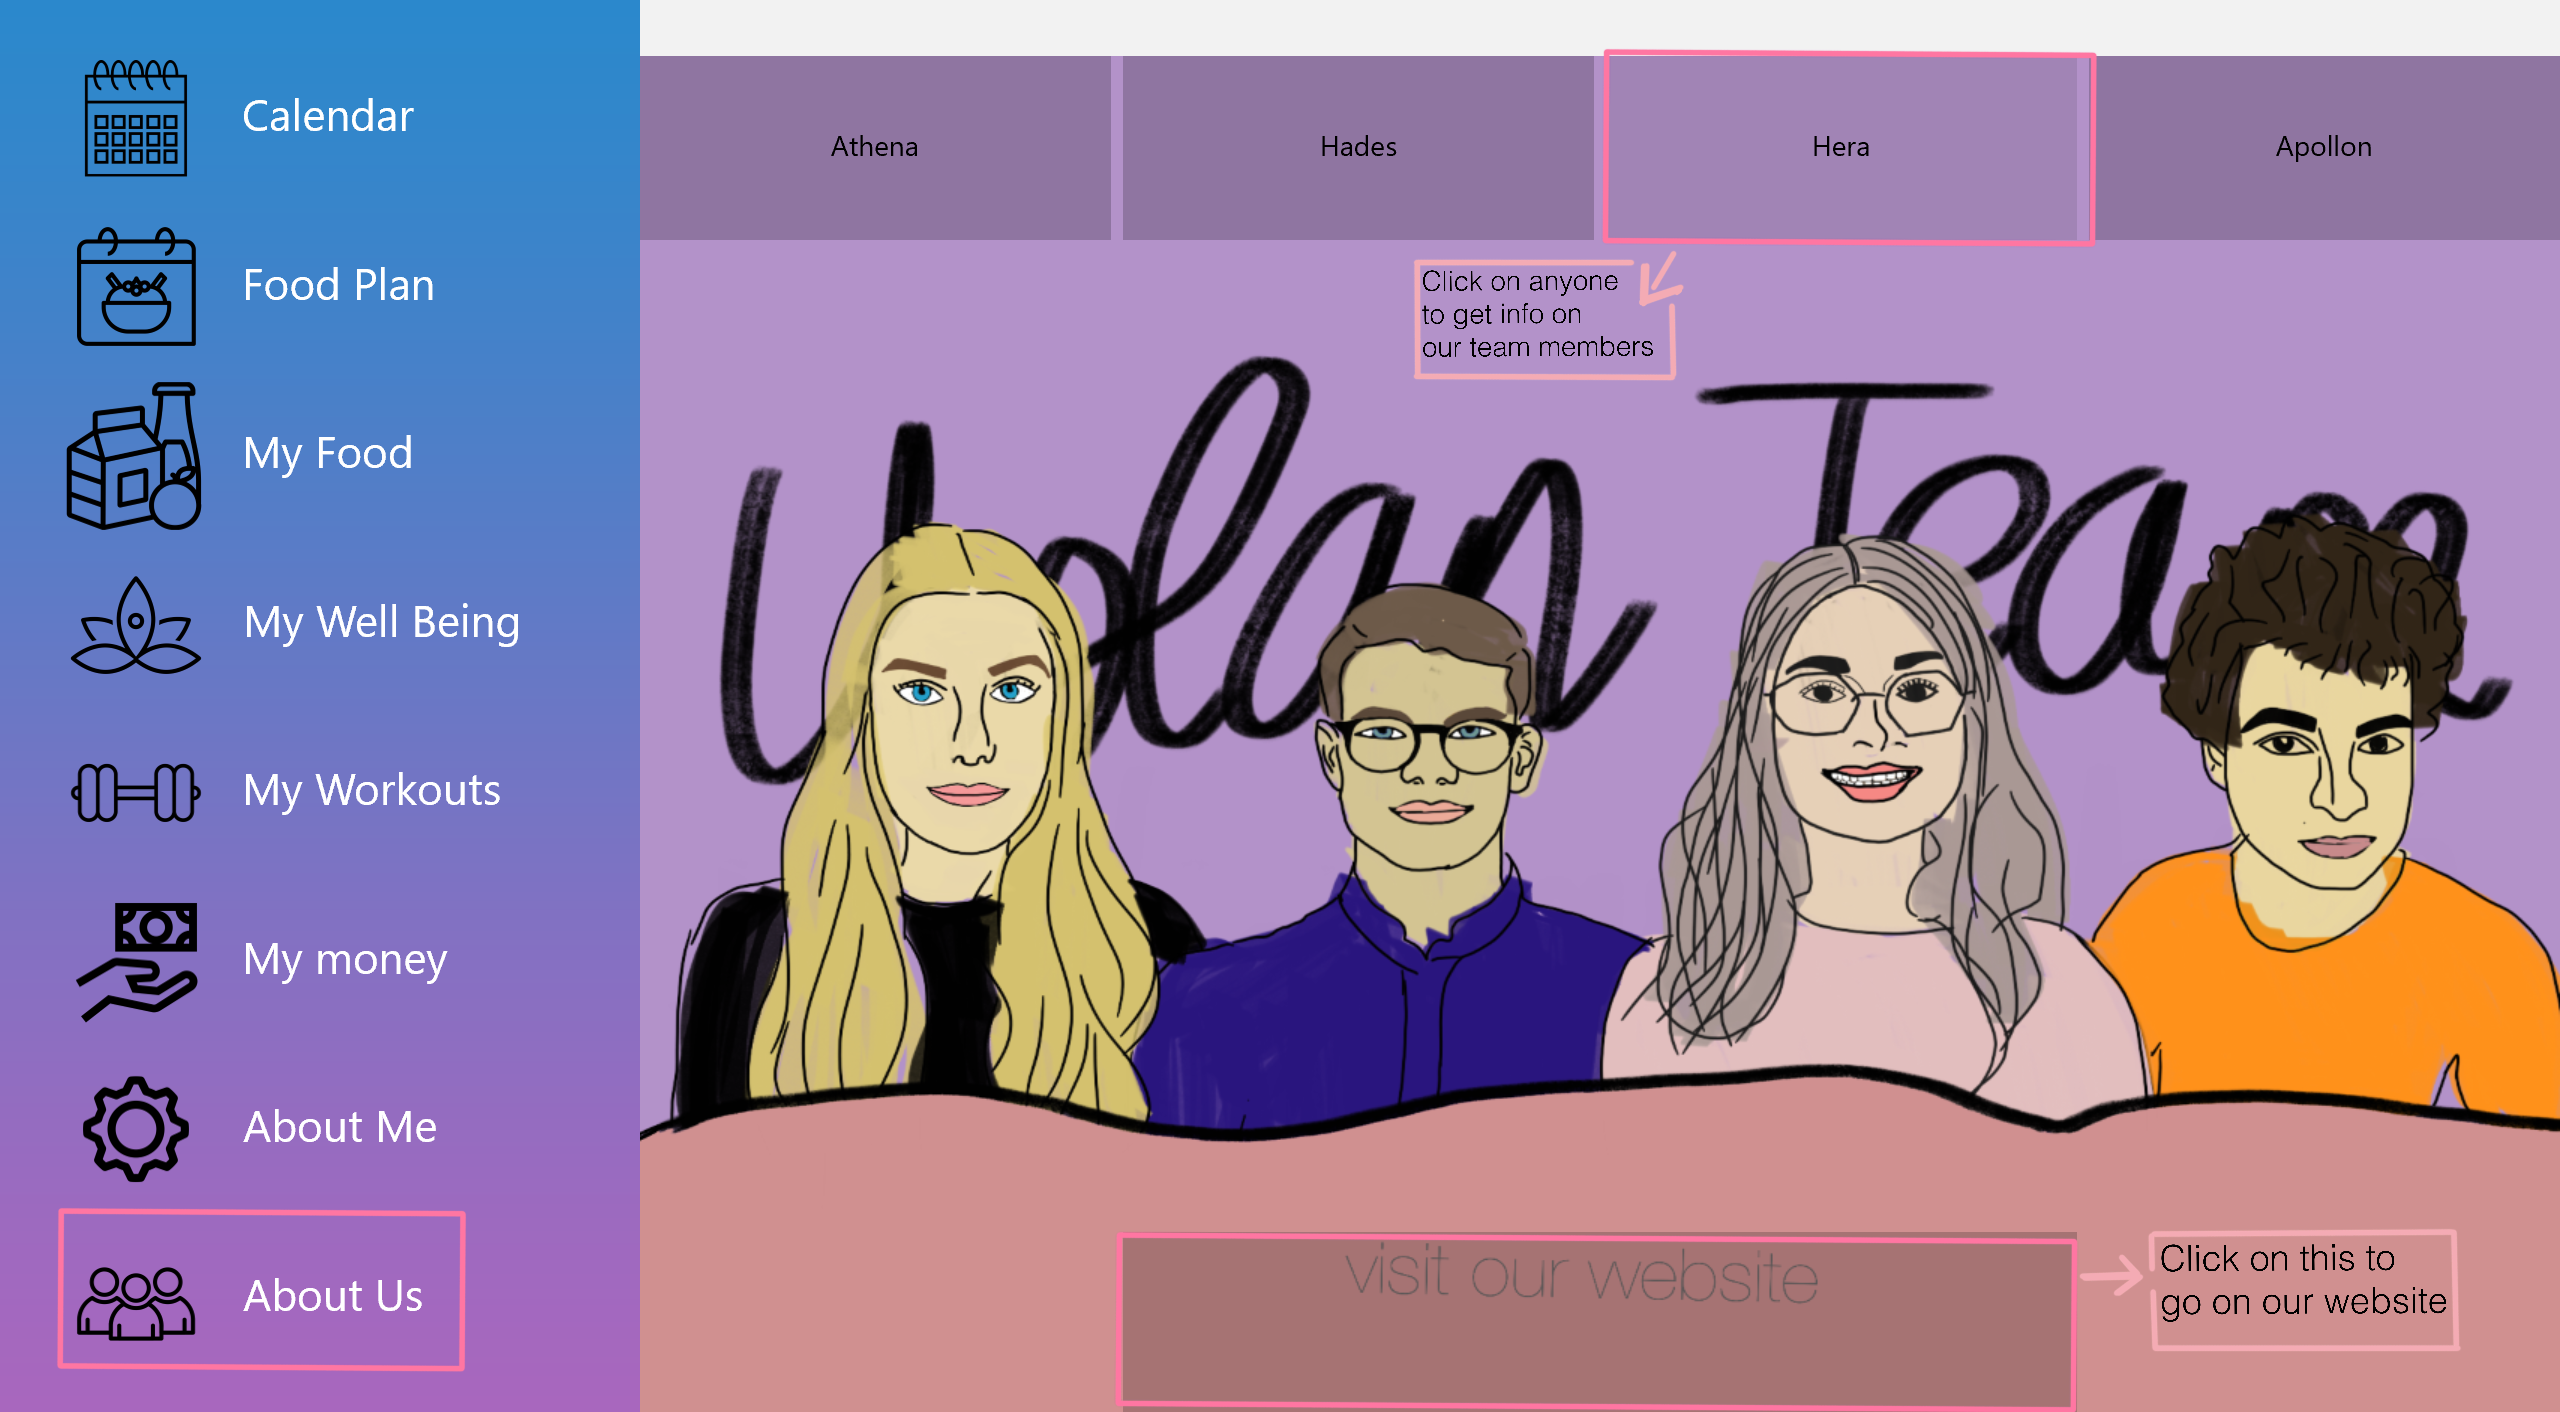 Calendar
Food Plan
My Food
My Well Being
My Workouts
My money
About Me
About Us
Athena
Hades
Hera
Apollon
Click on anyone
to get info on
our team members
Team
visit our website
Click on this to
go on our website